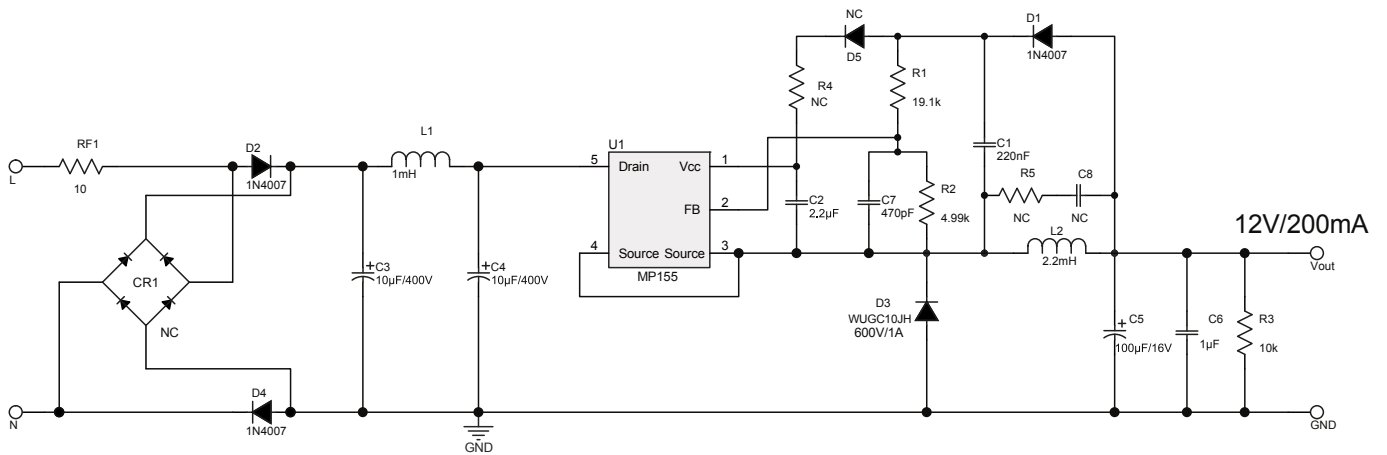 NC
D5
D1
1N4007
R4
NC
R1
19.1k
L
RF1
10
D2
1N4007
L1
1mH
U1
5
Drain
Vcc
1
FB
2
4
Source
Source
3
MP155
C2
2.2µF
C7
470pF
R2
4.99k
C1
220nF
R5
NC
C8
NC
L2
2.2mH
12V/200mA
Vout
CR1
NC
+
C3
10µF/400V
+
C4
10µF/400V
D3
WUGC10JH
600V/1A
+
C5
100µF/16V
C6
1µF
R3
10k
N
D4
1N4007
GND
GND